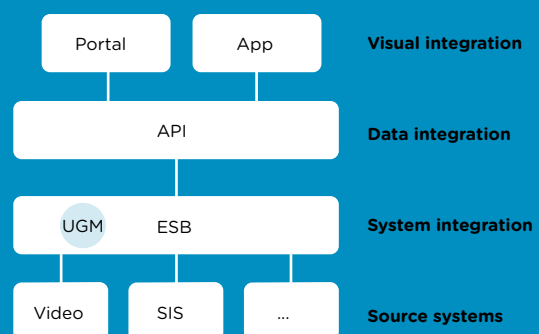 Portal App Visual integration
API Data integration
UGM ESB System integration
Video SIS ... Source systems